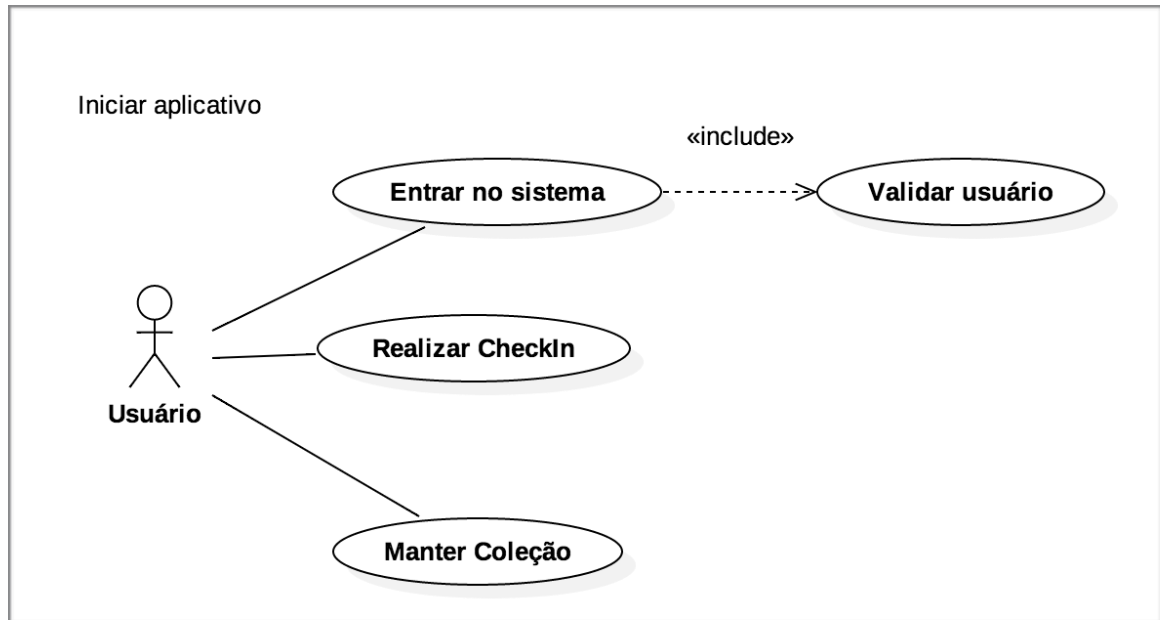 Iniciar aplicativo
«include»
Entrar no sistema
Validar usuário
Realizar CheckIn
Usuário
Manter Coleção